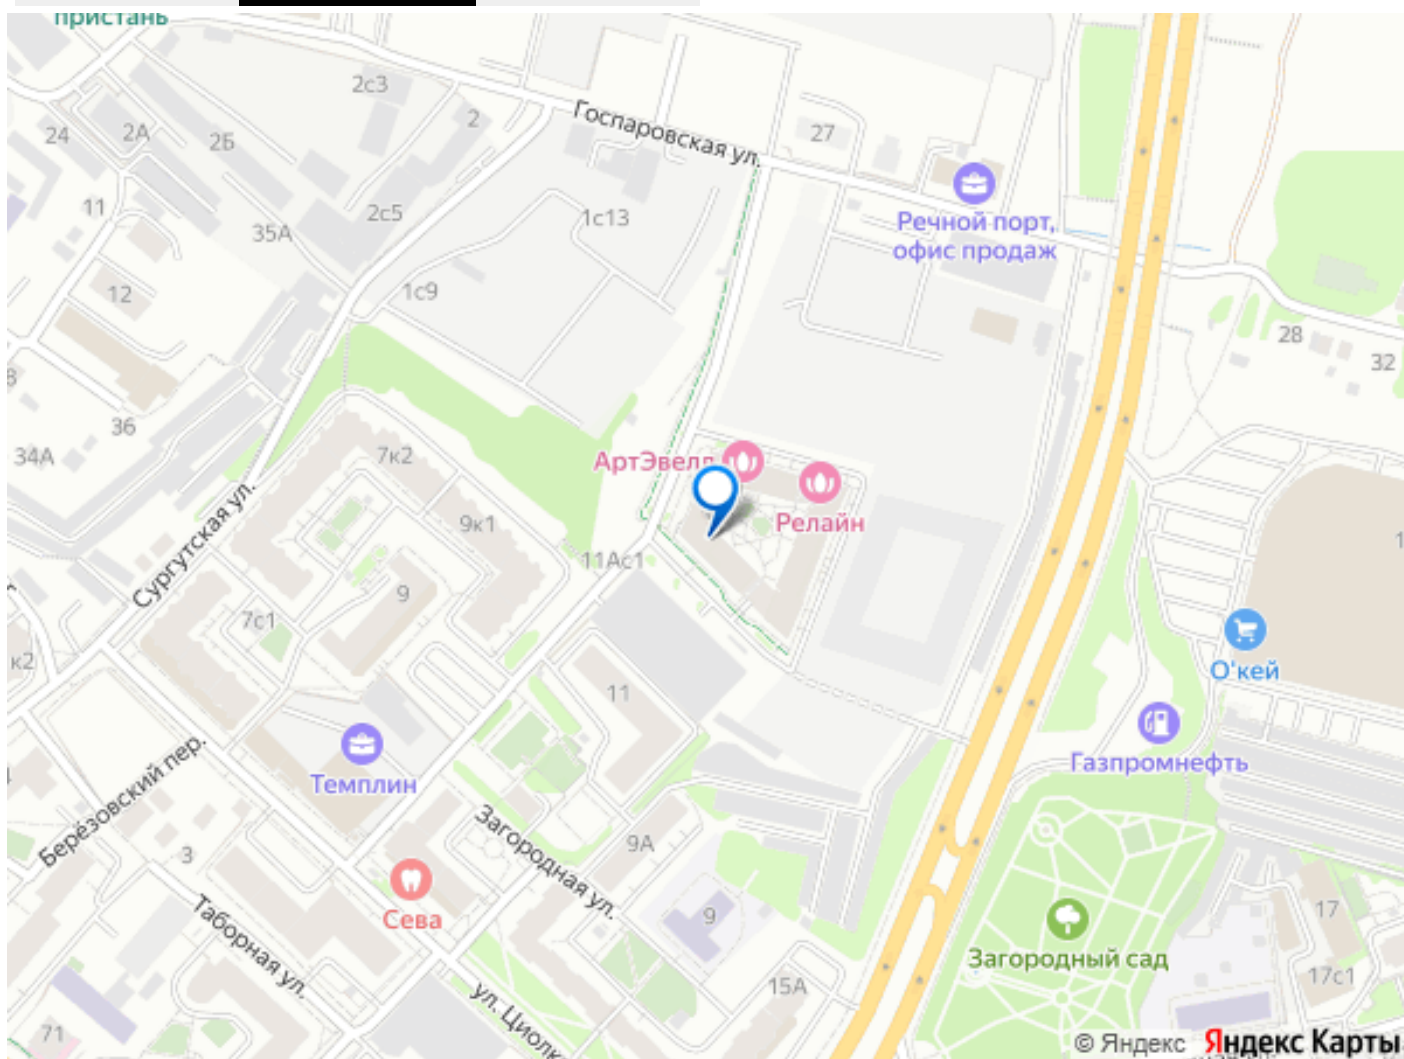 пристань
2с3
2
24
2А
2Б
Госпаровская ул.
27
11
2с5
1с13
35А
Речной порт,
офис продаж
12
1с9
28
32
36
34А
7к2
АртЭвелл
Релайн
Сургутская ул.
9к1
11Ас1
9
7с1
к2
О'кей
11
Темплин
Газпромнефть
Берёзовский пер.
3
Загородная ул.
9А
Сева
9
17
Таборная ул.
Загородный сад
17с1
15А
ул. Циолк
71
© Яндекс
Яндекс Карты